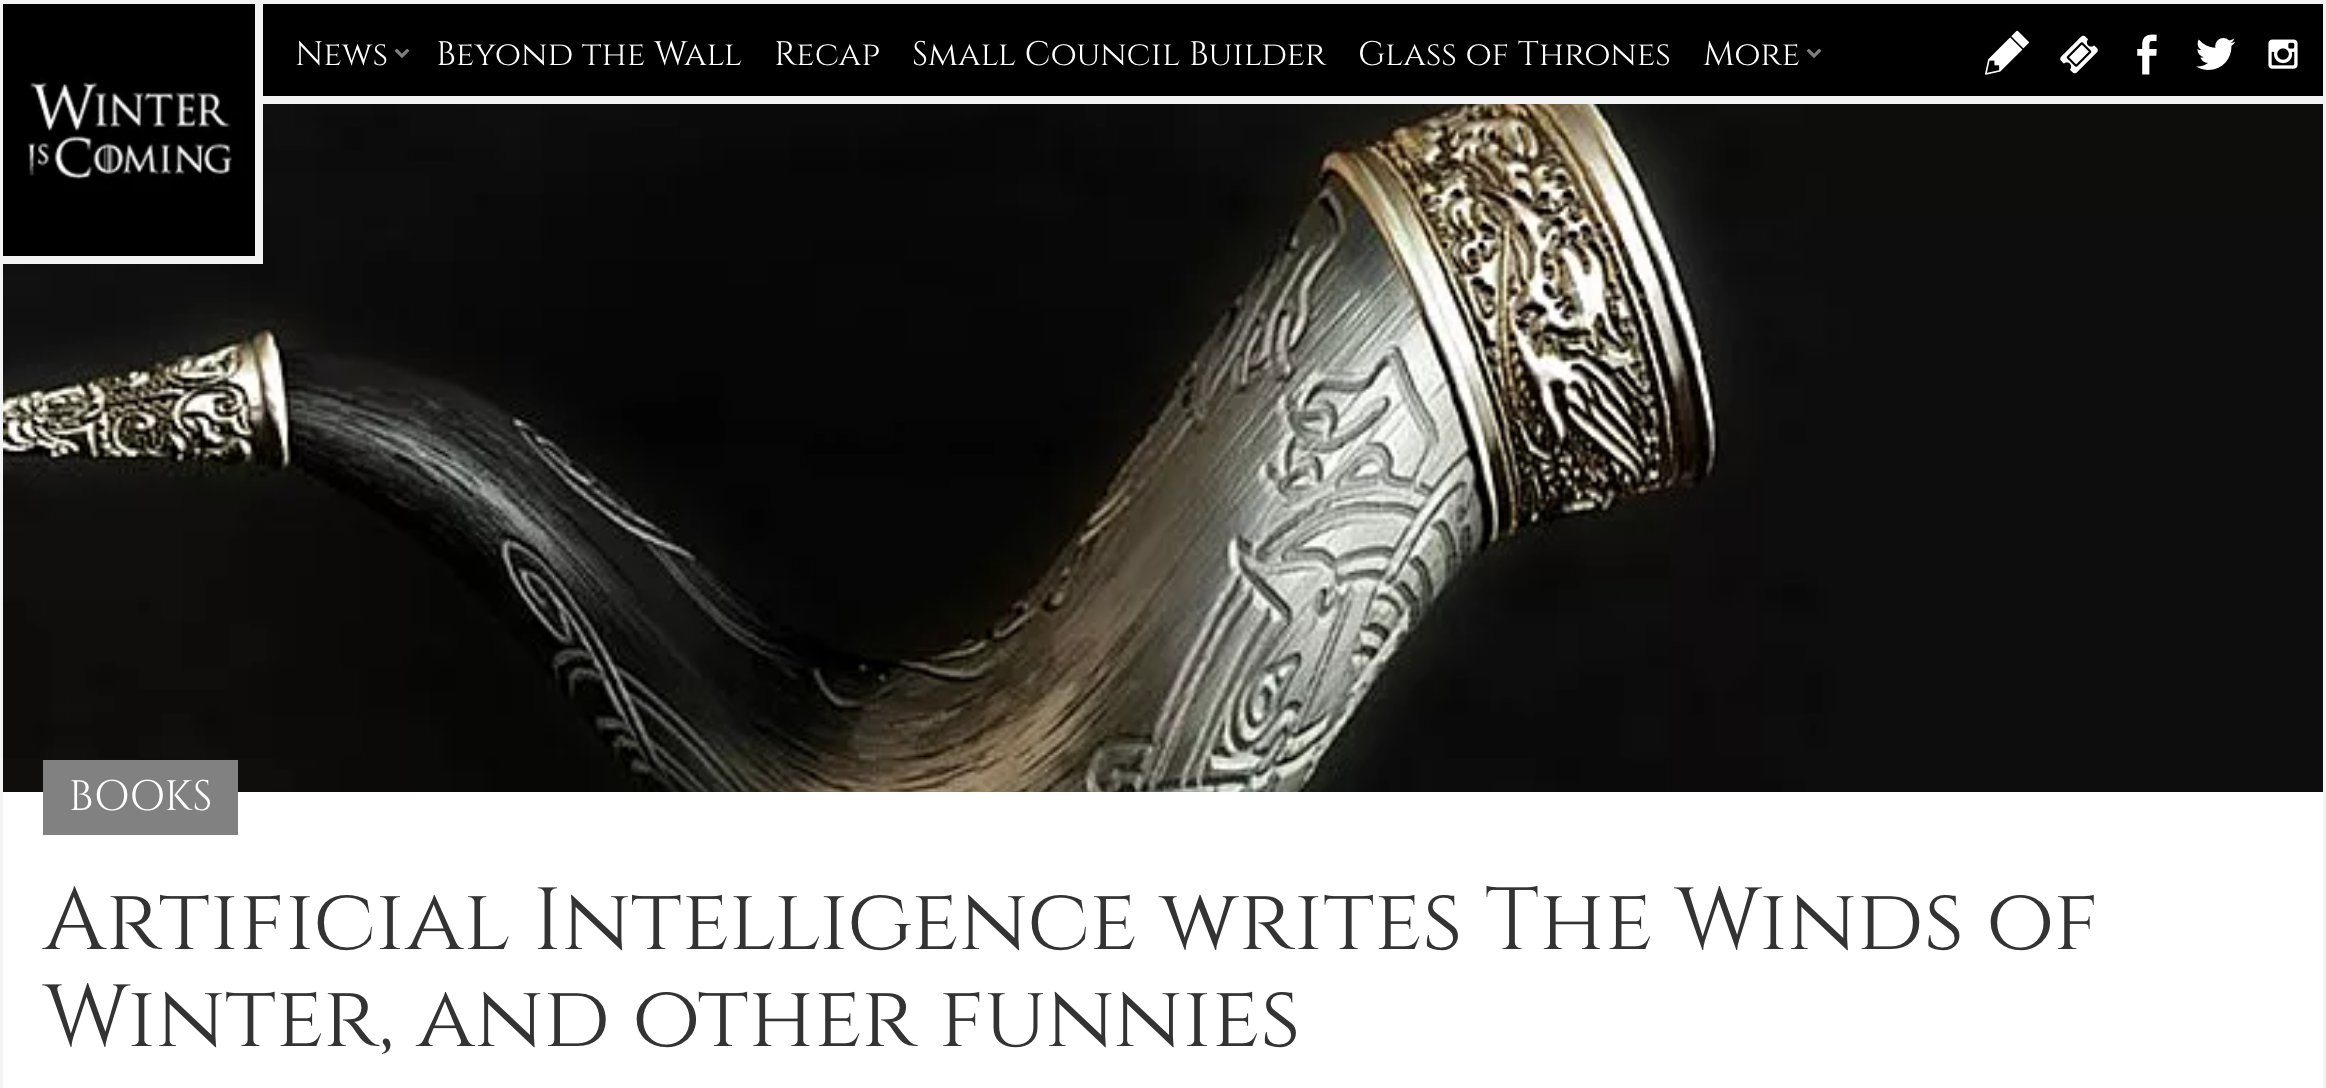 Winter
is Coming
News
Beyond the Wall
Recap
Small Council Builder
Glass of Thrones
More
BOOKS
Artificial Intelligence writes The Winds of
Winter, and other funnies